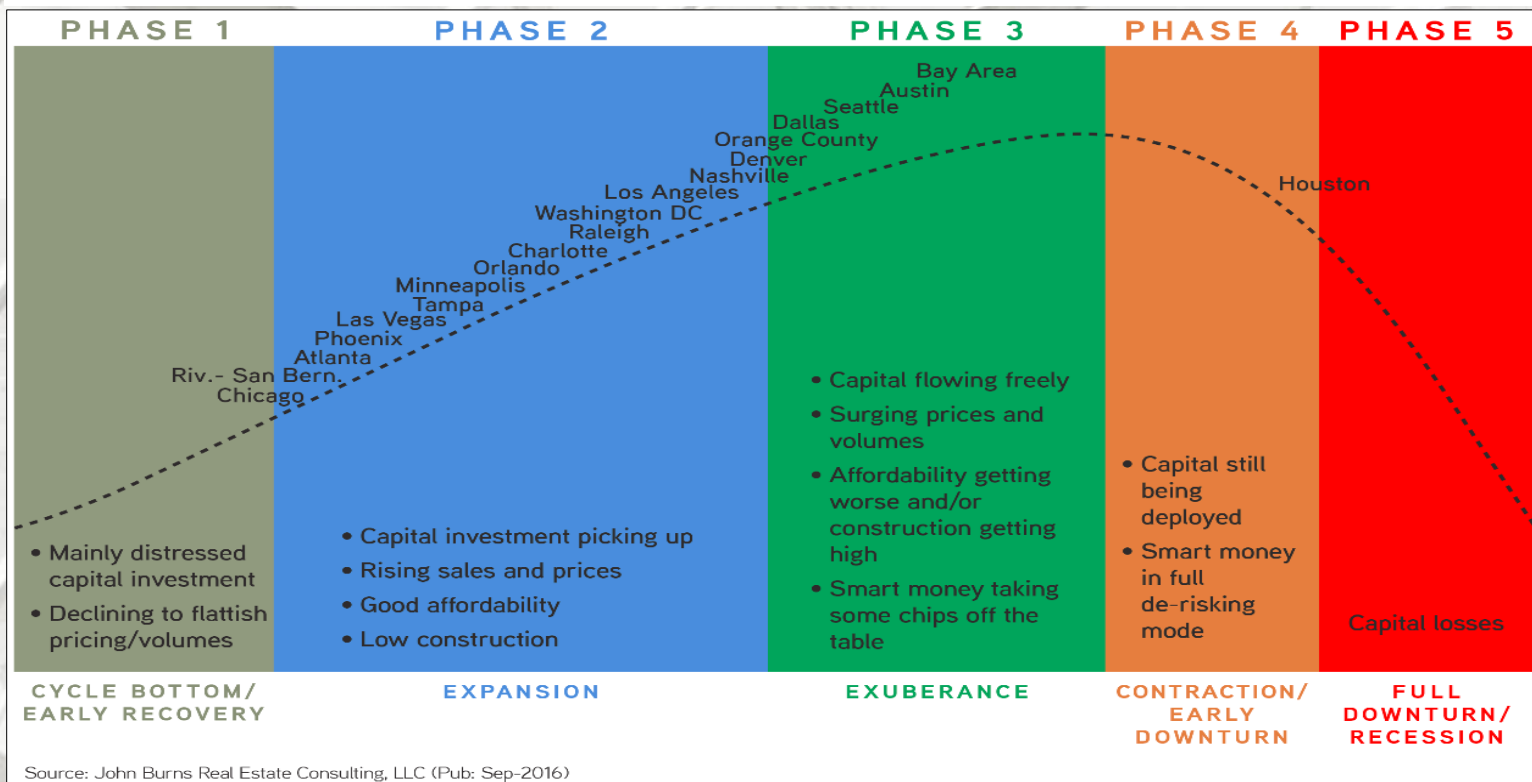 PHASE 1
PHASE 2
PHASE 3
PHASE 4
PHASE 5
Bay Area
Austin
Seattle
Dallas
Orange County
Denver
Nashville
Los Angeles
Washington DC
Raleigh
Charlotte
Orlando
Minneapolis
Tampa
Las Vegas
Phoenix
Atlanta
Riv.- San Bern.
Chicago
Houston
• Mainly distressed
capital investment
• Declining to flattish
pricing/volumes
• Capital investment picking up
• Rising sales and prices
• Good affordability
• Low construction
• Capital flowing freely
• Surging prices and
volumes
• Affordability getting
worse and/or
construction getting
high
• Smart money taking
some chips off the
table
• Capital still
being
deployed
• Smart money
in full
de-risking
mode
Capital losses
CYCLE BOTTOM/
EARLY RECOVERY
EXPANSION
EXUBERANCE
CONTRACTION/
EARLY
DOWNTURN
FULL
DOWNTURN/
RECESSION
Source: John Burns Real Estate Consulting, LLC (Pub: Sep-2016)